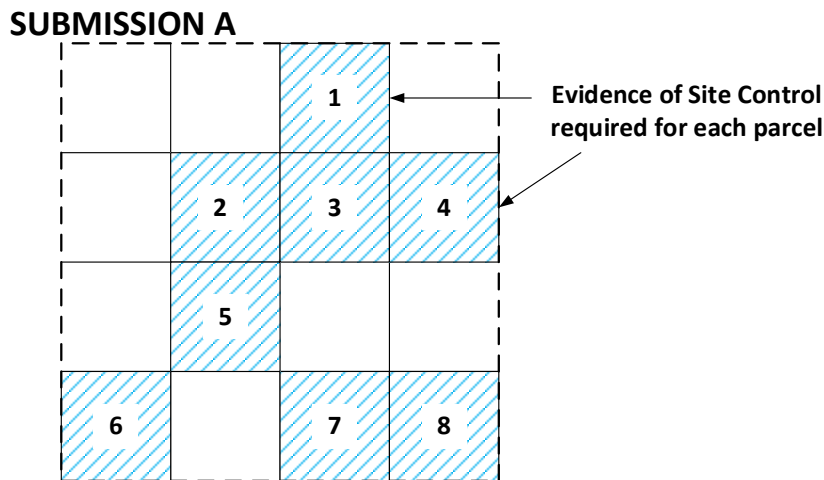 SUBMISSION A
1
Evidence of Site Control
required for each parcel
2 3 4
5
6 7 8